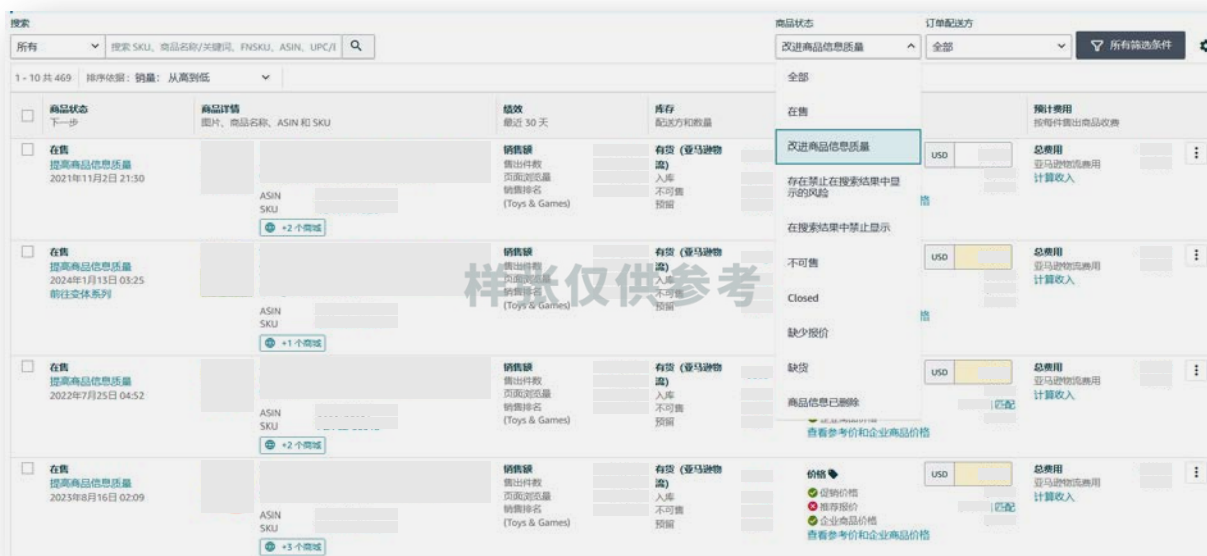 搜索
商品状态
订单配送方
所有
搜索 SKU、商品名称/关键词、FNSKU、ASIN、UPC/I
改进商品信息质量
全部
所有筛选条件
1 - 10 共 469 排序依据：销量：从高到低
全部
在售
改进商品信息质量
存在禁止在搜索结果中显
示的风险
在搜索结果中禁止显示
不可售
Closed
缺少报价
缺货
商品信息已删除
商品状态
下一步
商品详情
图片、商品名称、ASIN 和 SKU
绩效
最近 30 天
库存
配送方和数量
预计费用
按每件售出商品收费
在售
提高商品信息质量
2021年11月2日 21:30
ASIN
SKU
+2 个商城
销售额
售出件数
页面浏览量
销售排名
(Toys & Games)
有货（亚马逊物
流）
入库
不可售
预留
USD
格
总费用
亚马逊物流费用
计算收入
在售
提高商品信息质量
2024年1月13日 03:25
前往变体系列
ASIN
SKU
+1 个商城
销售额
售出件数
页面浏览量
销售排名
(Toys & Games)
有货（亚马逊物
流）
入库
不可售
预留
USD
格
总费用
亚马逊物流费用
计算收入
样张仅供参考
在售
提高商品信息质量
2022年7月25日 04:52
ASIN
SKU
+2 个商城
销售额
售出件数
页面浏览量
销售排名
(Toys & Games)
有货（亚马逊物
流）
入库
不可售
预留
企业商品价格
查看参考价和企业商品价格
USD
匹配
总费用
亚马逊物流费用
计算收入
在售
提高商品信息质量
2023年8月16日 02:09
ASIN
SKU
+3 个商城
销售额
售出件数
页面浏览量
销售排名
(Toys & Games)
有货（亚马逊物
流）
入库
不可售
预留
价格
促销价格
推荐报价
企业商品价格
查看参考价和企业商品价格
USD
匹配
总费用
亚马逊物流费用
计算收入